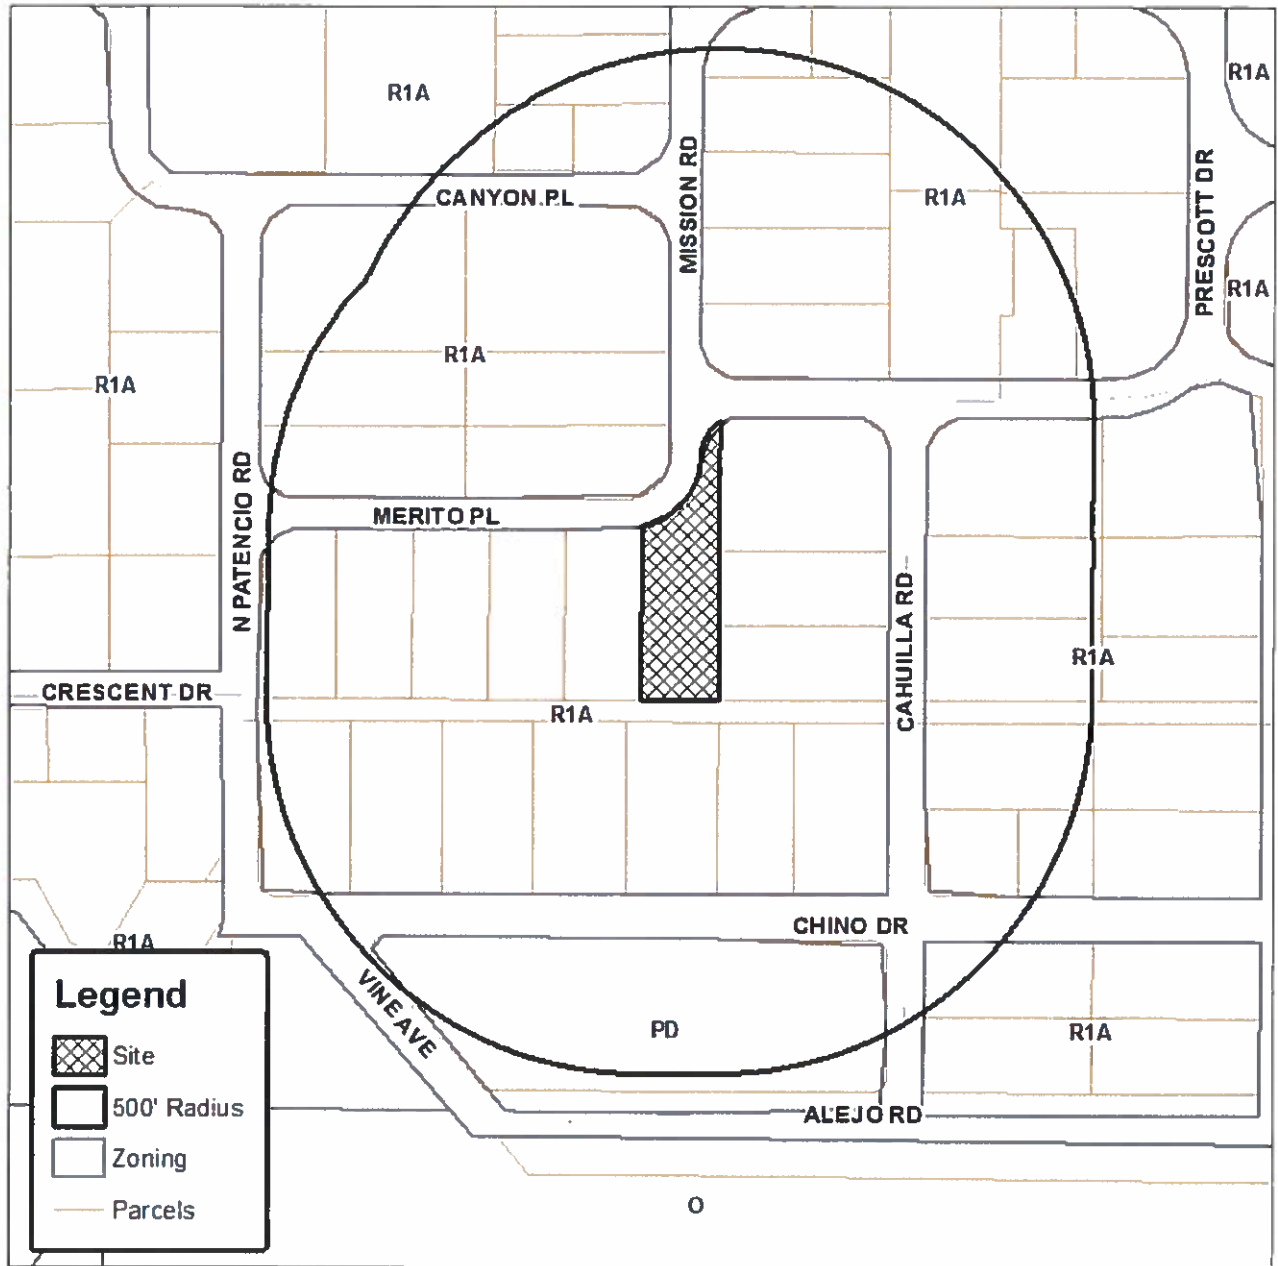 R1A
R1A
CANYON PL
MISSION RD
R1A
PRESCOTT DR
R1A
R1A
R1A
N PATENCIO RD
MERITO PL
CAHUILLA RD
R1A
CRESCENT DR
R1A
CHINO DR
R1A
VINE AVE
PD
R1A
ALEJO RD
O
Legend
Site
500' Radius
Zoning
Parcels